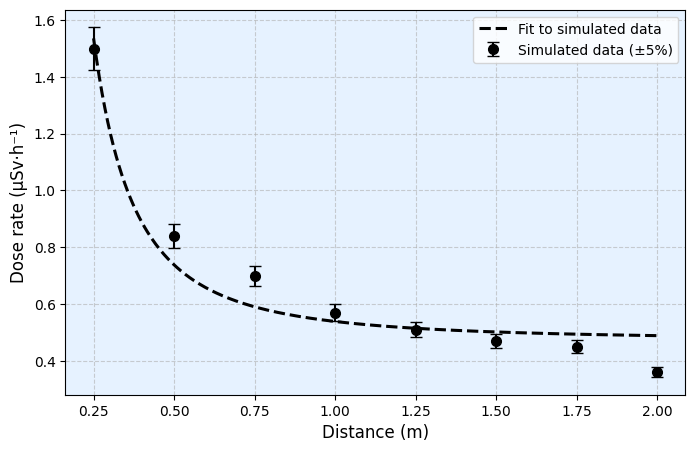 1.6
1.4
1.2
1.0
0.8
0.6
0.4
Dose rate (μSv·h⁻¹)
Fit to simulated data
Simulated data (±5%)
0.25 0.50 0.75 1.00 1.25 1.50 1.75 2.00
Distance (m)